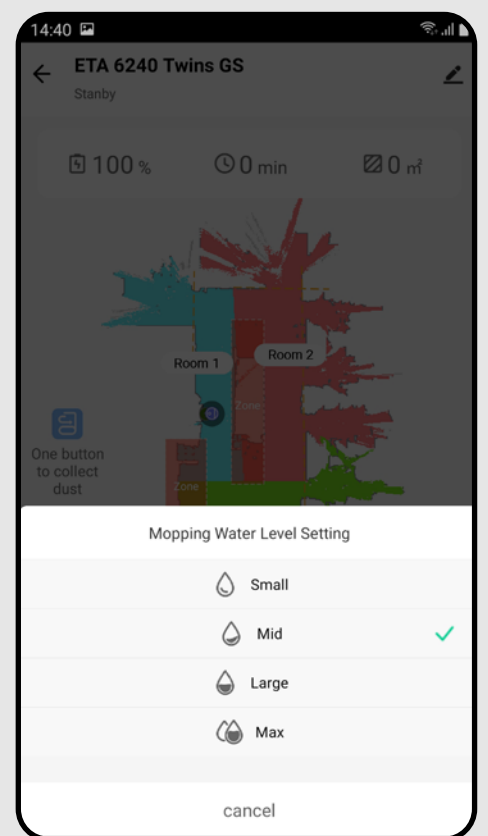 14:40
ETA 6240 Twins GS
Stanby
100 %
0 min
0 ㎡
Room 1
Room 2
Zone
One button
to collect
dust
Zone
Mopping Water Level Setting
Small
Mid
Large
Max
cancel